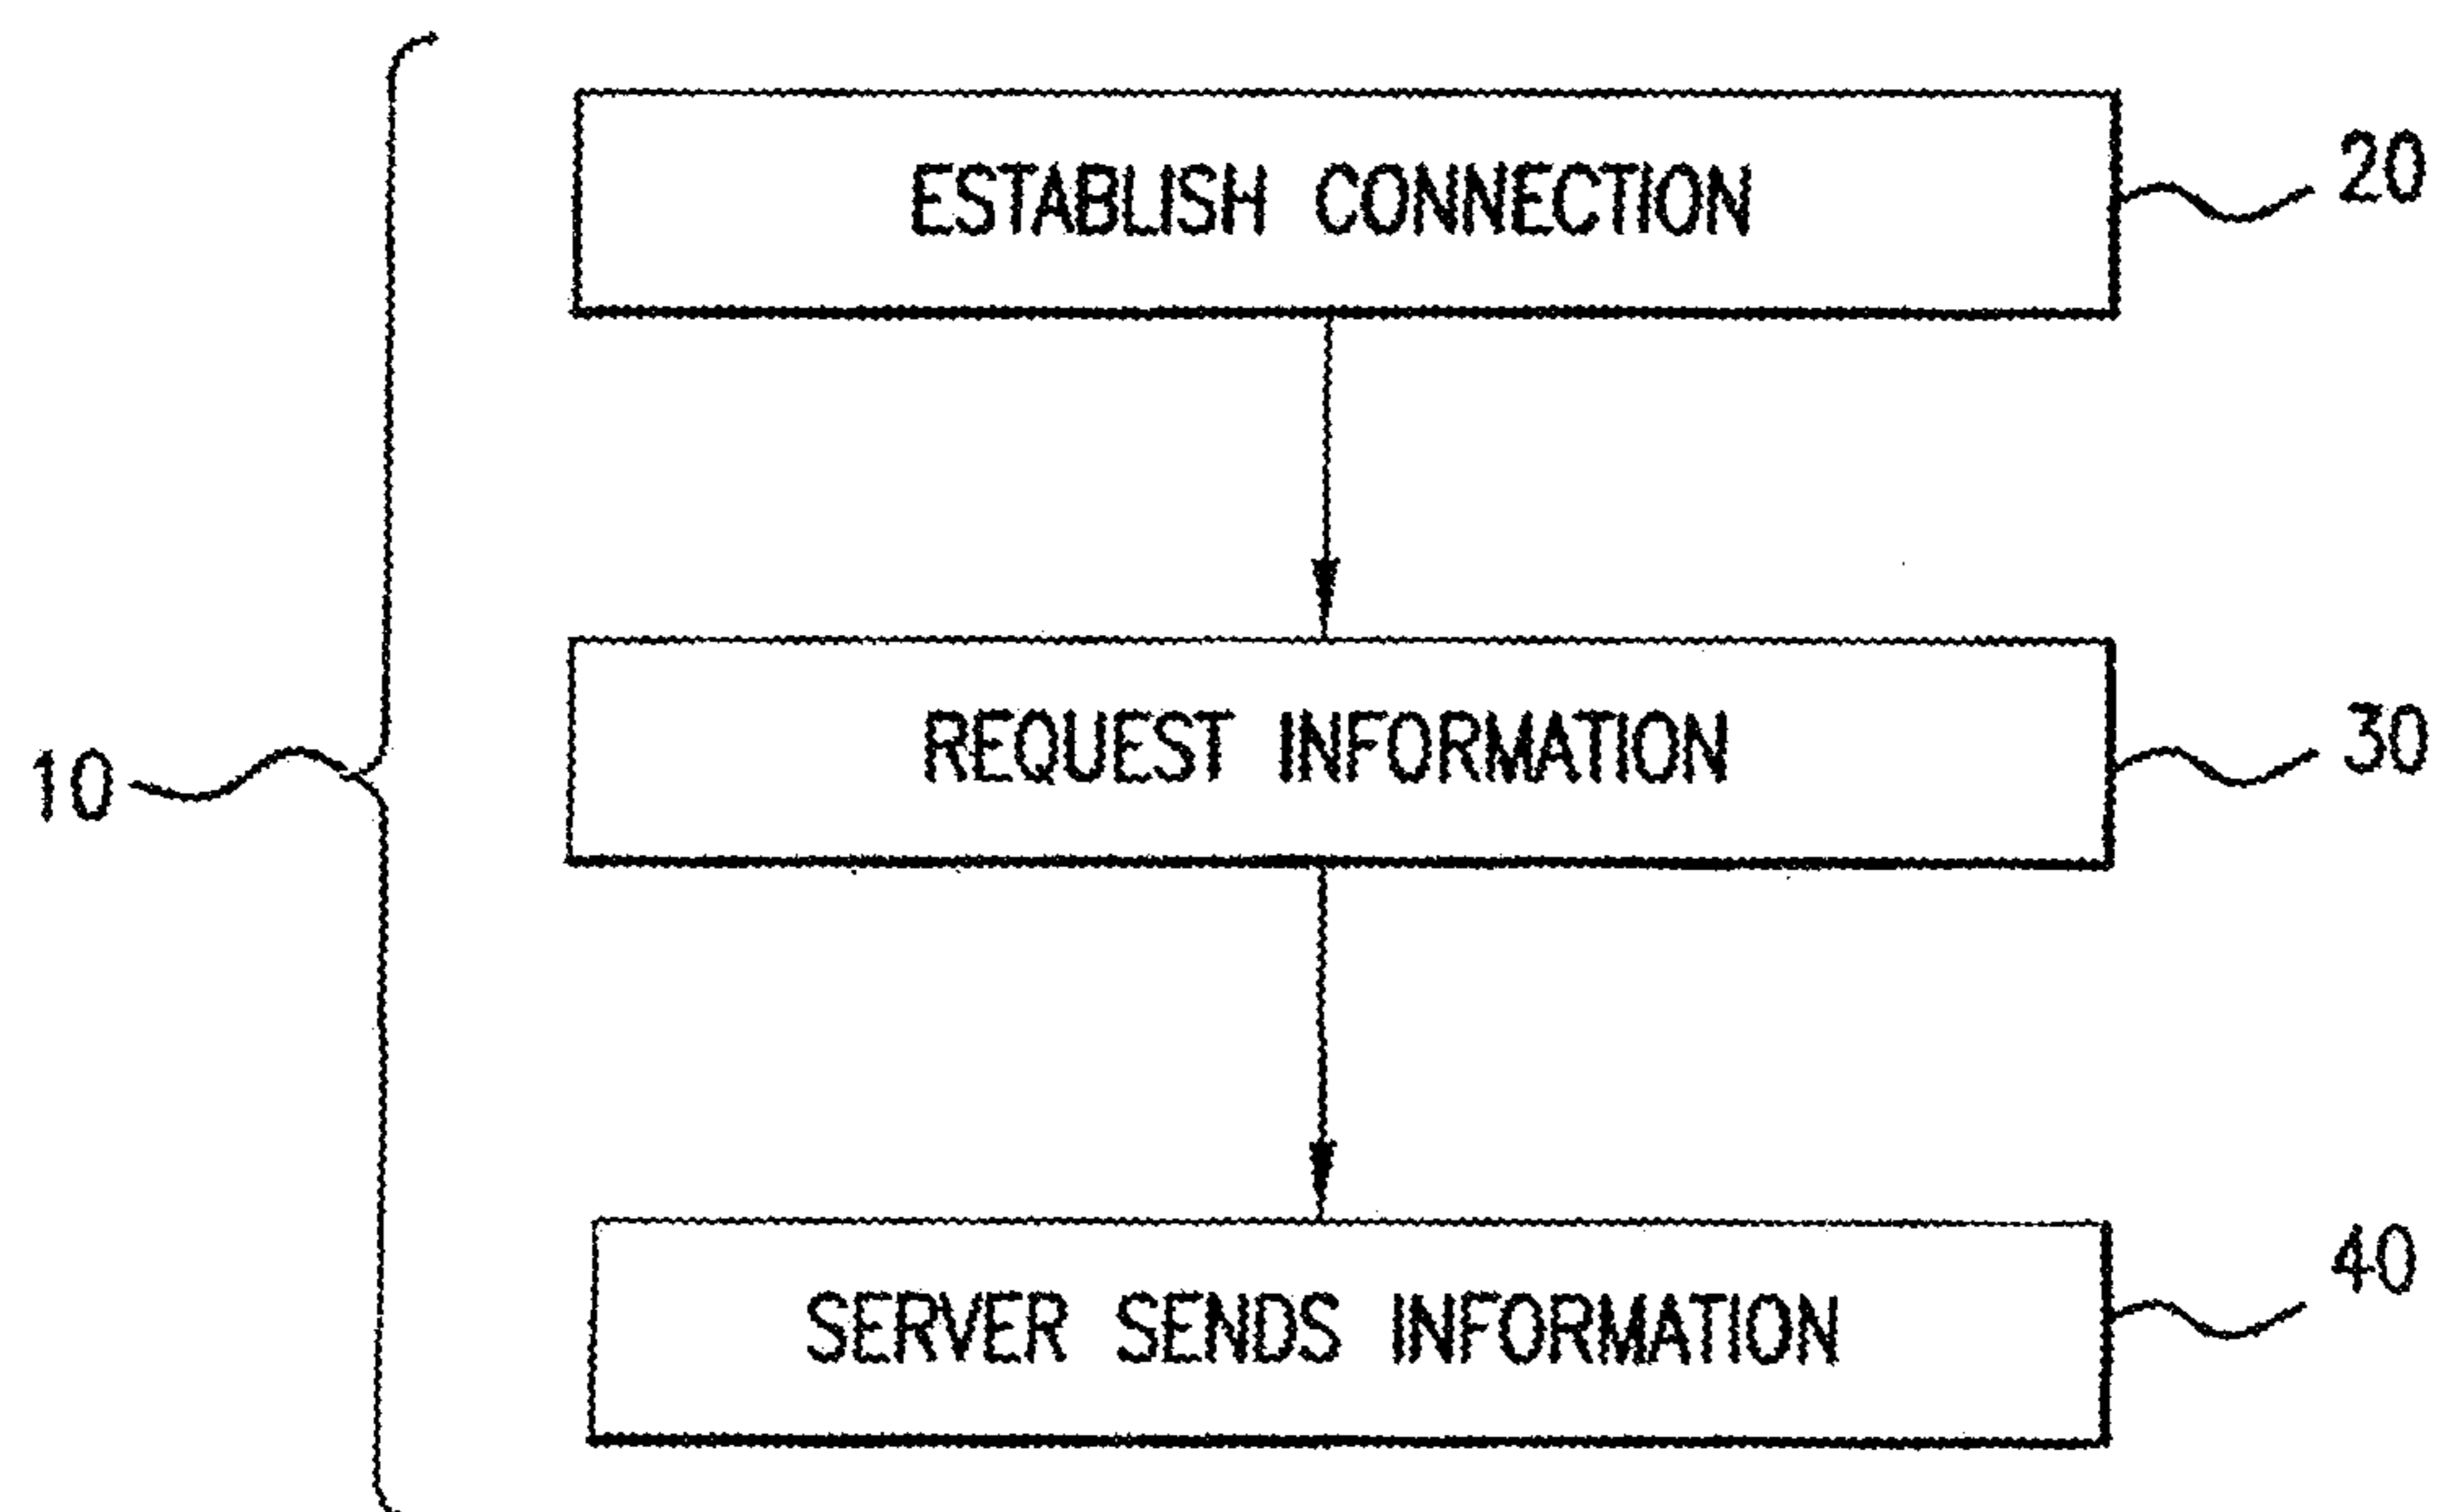 ESTABLISH CONNECTION
20
REQUEST INFORMATION
30
10
SERVER SENDS INFORMATION
40